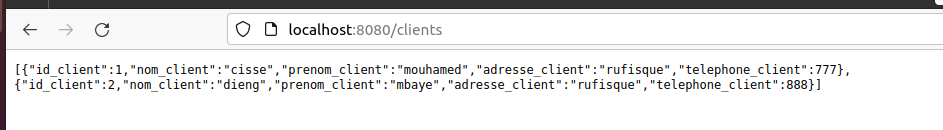 localhost:8080/clients
[{"id_client":1,"nom_client":"cisse","prenom_client":"mouhamed","adresse_client":"rufisque","telephone_client":777},
{"id_client":2,"nom_client":"dieng","prenom_client":"mbaye","adresse_client":"rufisque","telephone_client":888}]